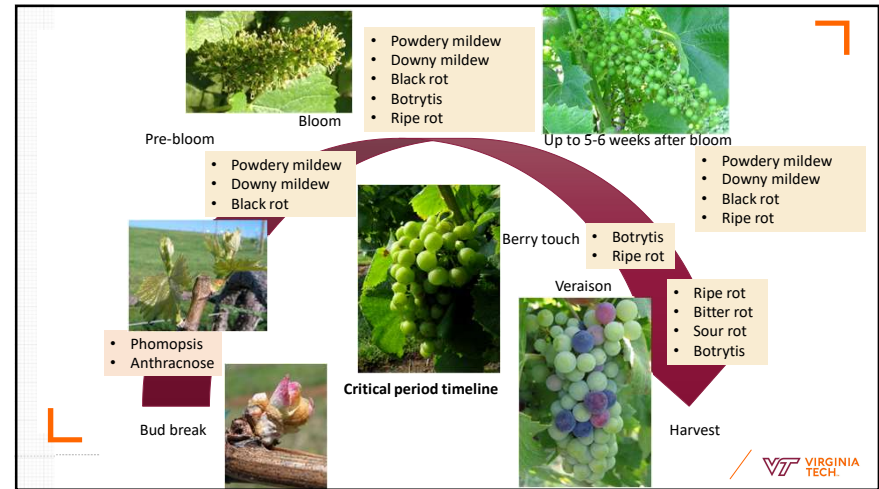 Bud break
• Phomopsis
• Anthracnose
Pre-bloom
• Powdery mildew
• Downy mildew
• Black rot
Bloom
• Powdery mildew
• Downy mildew
• Black rot
• Botrytis
• Ripe rot
Up to 5-6 weeks after bloom
• Powdery mildew
• Downy mildew
• Black rot
• Ripe rot
Berry touch
• Botrytis
• Ripe rot
Veraison
• Ripe rot
• Bitter rot
• Sour rot
• Botrytis
Harvest
Critical period timeline
VT VIRGINIA
TECH.